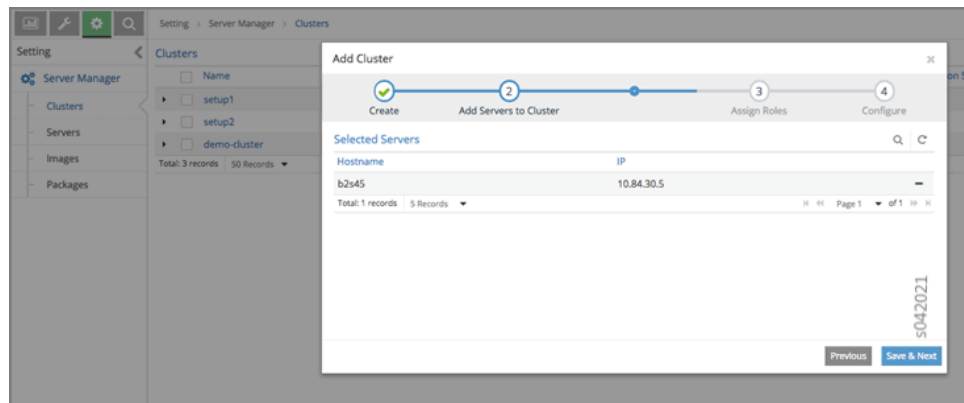 Setting > Server Manager > Clusters
Setting
Server Manager
Clusters
Servers
Images
Packages
Clusters
Name
setup1
setup2
demo-cluster
Total: 3 records 50 Records
on S
Add Cluster
2 3 4
Create Add Servers to Cluster Assign Roles Configure
Selected Servers
Hostname IP
b2s45 10.84.30.5
Total: 1 records 5 Records Page 1 of 1
s042021
Previous Save & Next